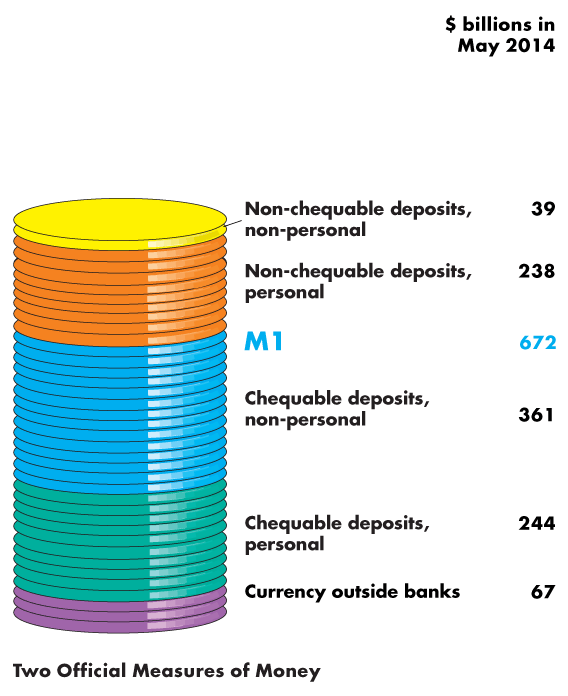 $ billions in
May 2014
Non-chequable deposits, 39
non-personal
Non-chequable deposits, 238
personal
M1 672
Chequable deposits,
non-personal 361
Chequable deposits, 244
personal
Currency outside banks 67
Two Official Measures of Money